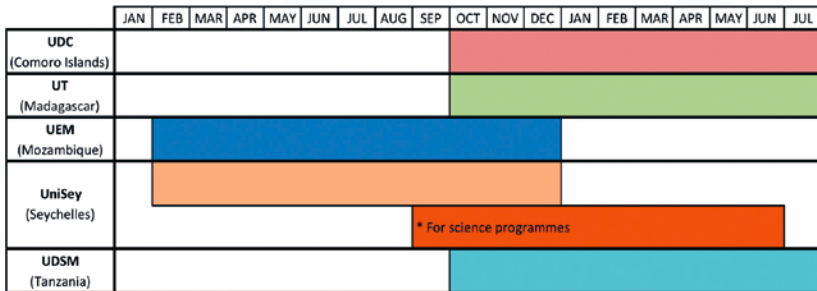 JAN FEB MAR APR MAY JUN JUL AUG SEP OCT NOV DEC JAN FEB MAR APR MAY JUN JUL
UDC
(Comoro Islands)
UT
(Madagascar)
UEM
(Mozambique)
UniSey
(Seychelles)
* For science programmes
UDSM
(Tanzania)